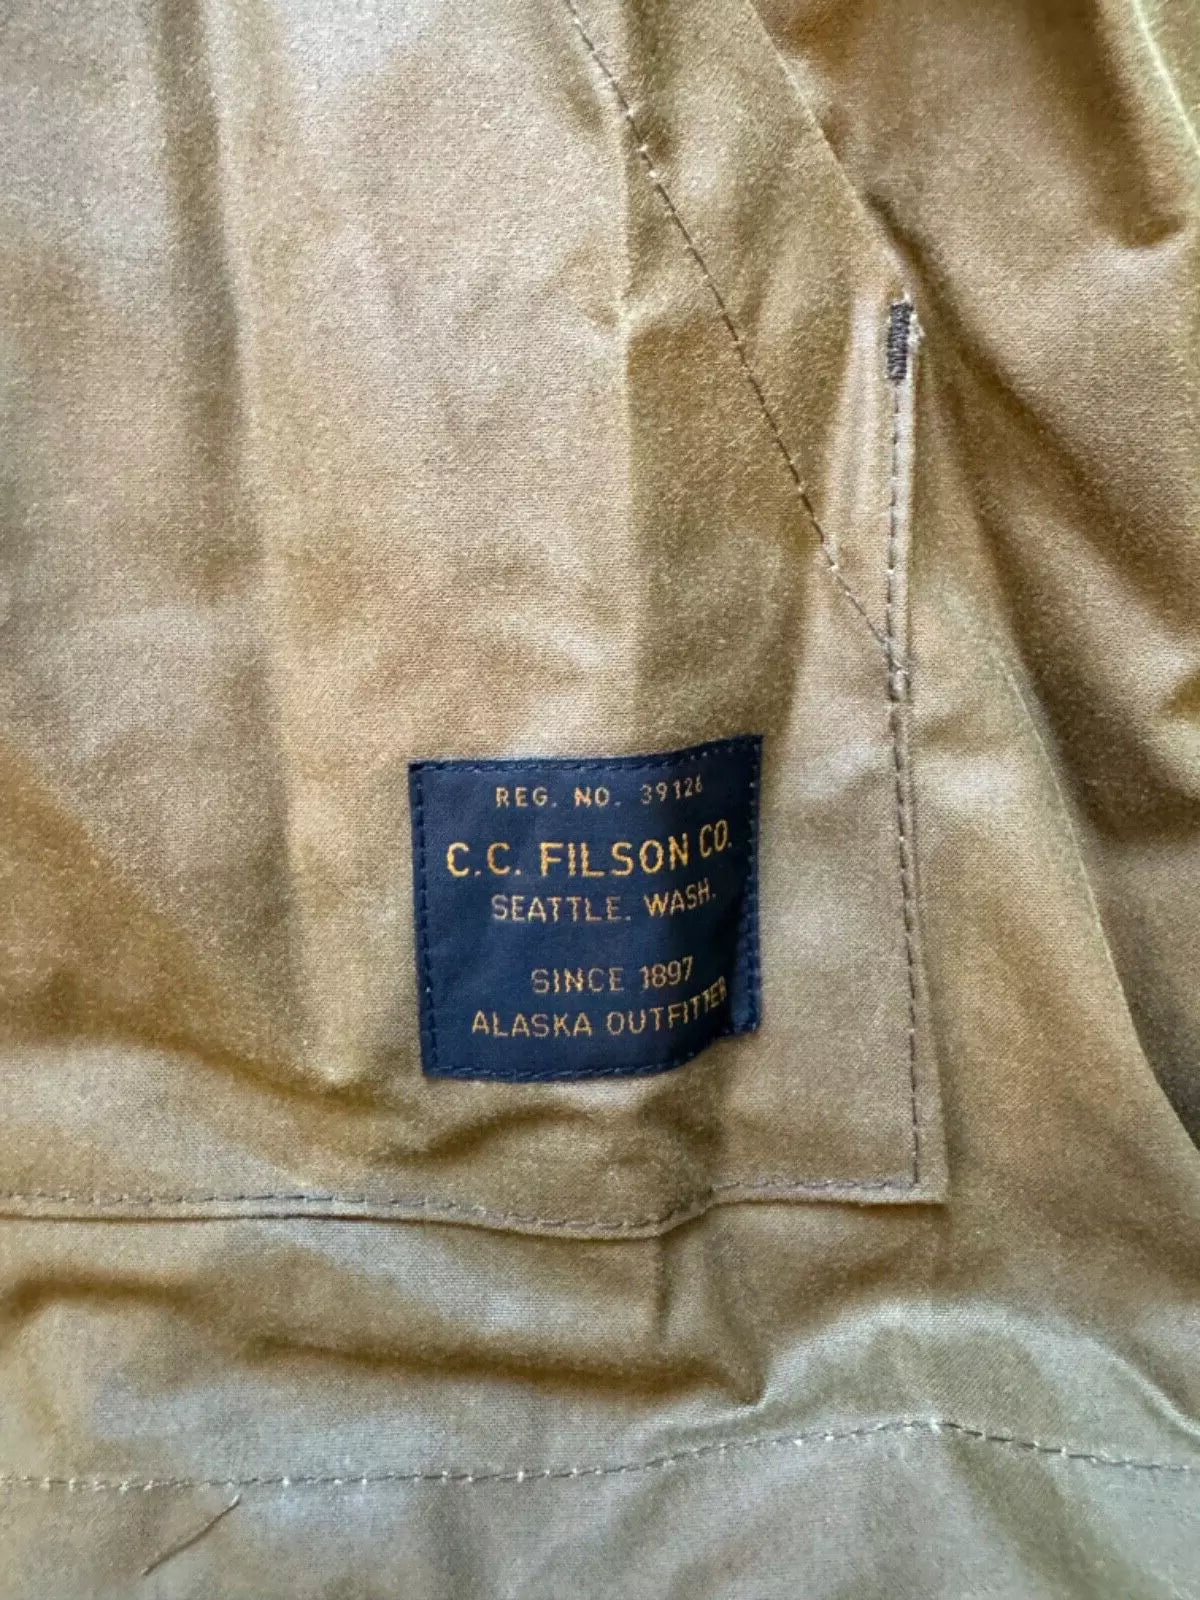 REG. NO. 39126
C.C. FILSON CO.
SEATTLE, WASH.
SINCE 1897
ALASKA OUTFITTER